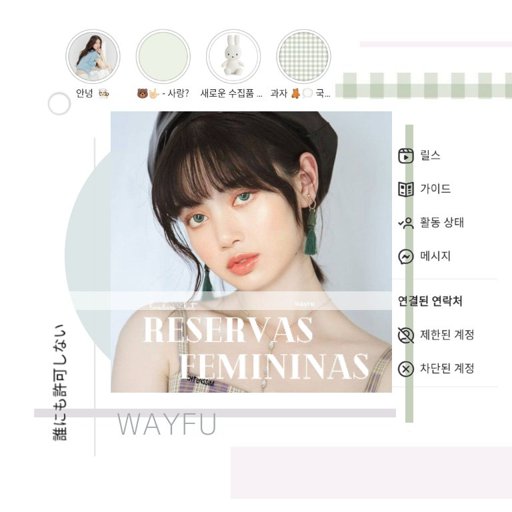 안녕 👼🏻
🐻🤟🏻 - 사랑?
새로운 수집품 ...
과자 🧸💭 국...
릴스
가이드
활동 상태
메시지
연결된 연락처
제한된 계정
차단된 계정
wayfu
RESERVAS
FEMININAS
WAYFU
誰にも許可しない